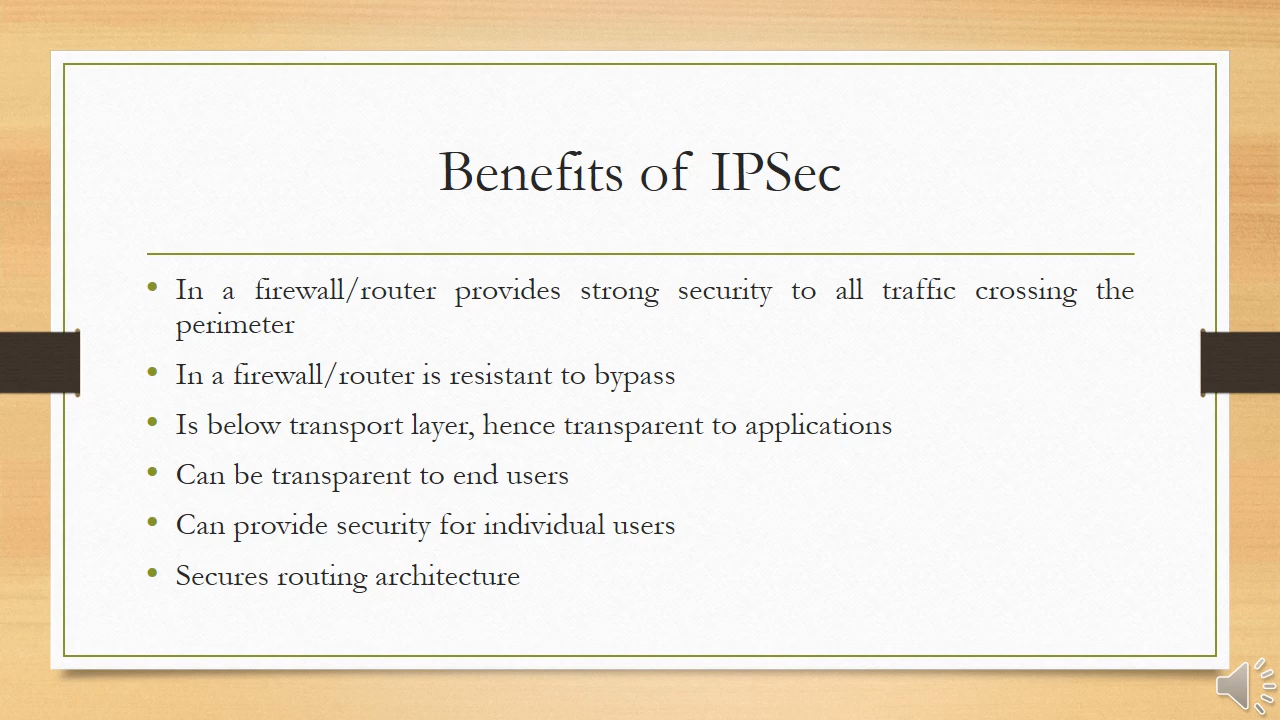 Benefits of IPSec
• In a firewall/router provides strong security to all traffic crossing the
perimeter
• In a firewall/router is resistant to bypass
• Is below transport layer, hence transparent to applications
• Can be transparent to end users
• Can provide security for individual users
• Secures routing architecture